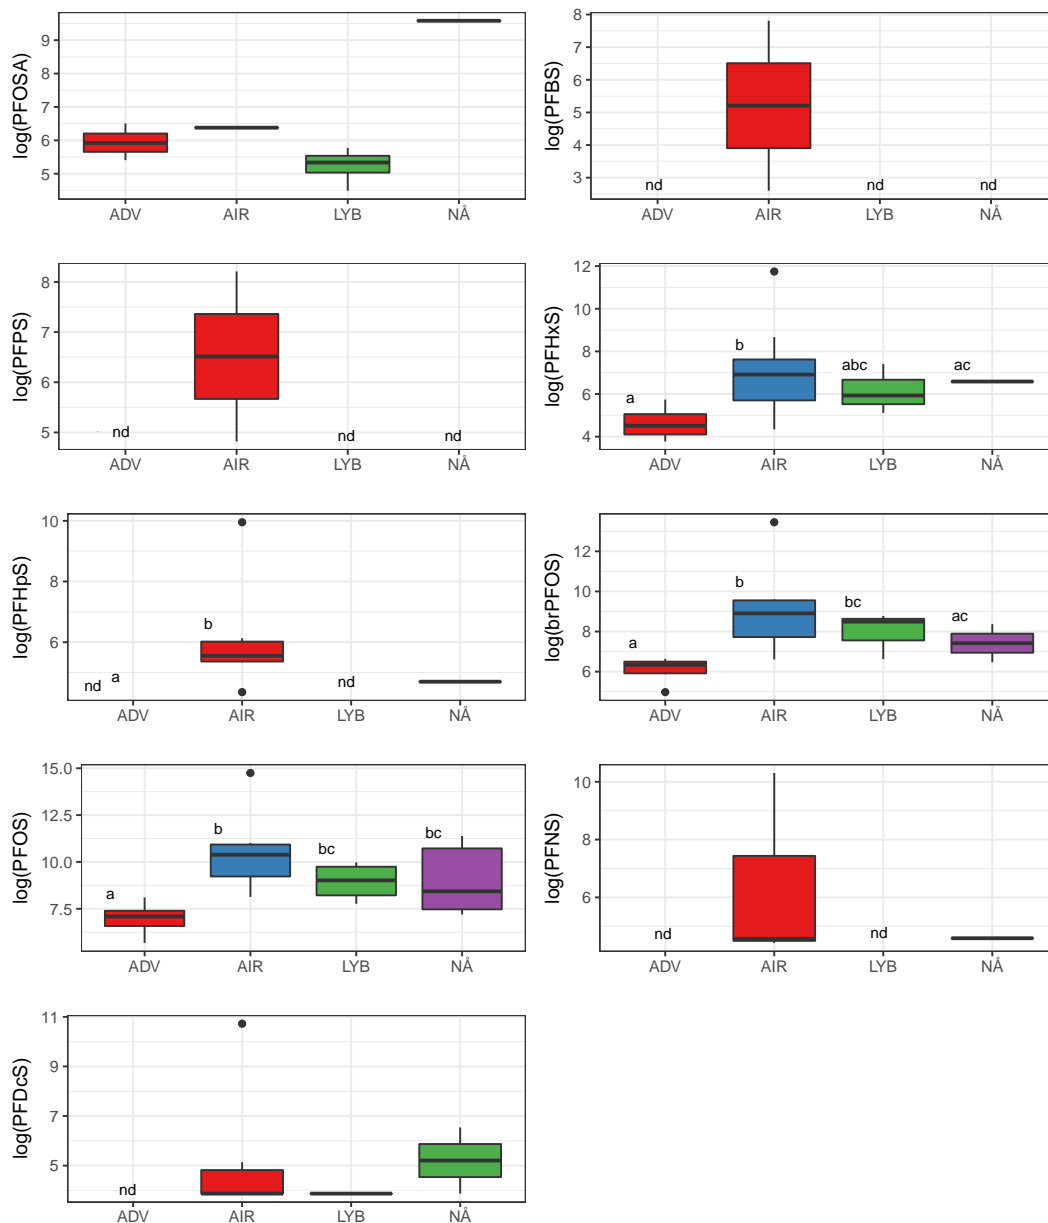 log(PFOSA)
9
8
7
6
5
ADV AIR LYB NÅ
log(PFBS)
8
7
6
5
4
3
nd nd nd
ADV AIR LYB NÅ
log(PFPS)
8
7
6
5
nd nd nd
ADV AIR LYB NÅ
log(PFHxS)
12
10
8
6
4
a b abc ac
ADV AIR LYB NÅ
log(PFHpS)
10
8
6
nd a b nd
ADV AIR LYB NÅ
log(brPFOS)
12
10
8
6
a b bc ac
ADV AIR LYB NÅ
log(PFOS)
15.0
12.5
10.0
7.5
a b bc bc
ADV AIR LYB NÅ
log(PFNS)
10
8
6
nd nd
ADV AIR LYB NÅ
log(PFDcS)
11
9
7
5
nd
ADV AIR LYB NÅ